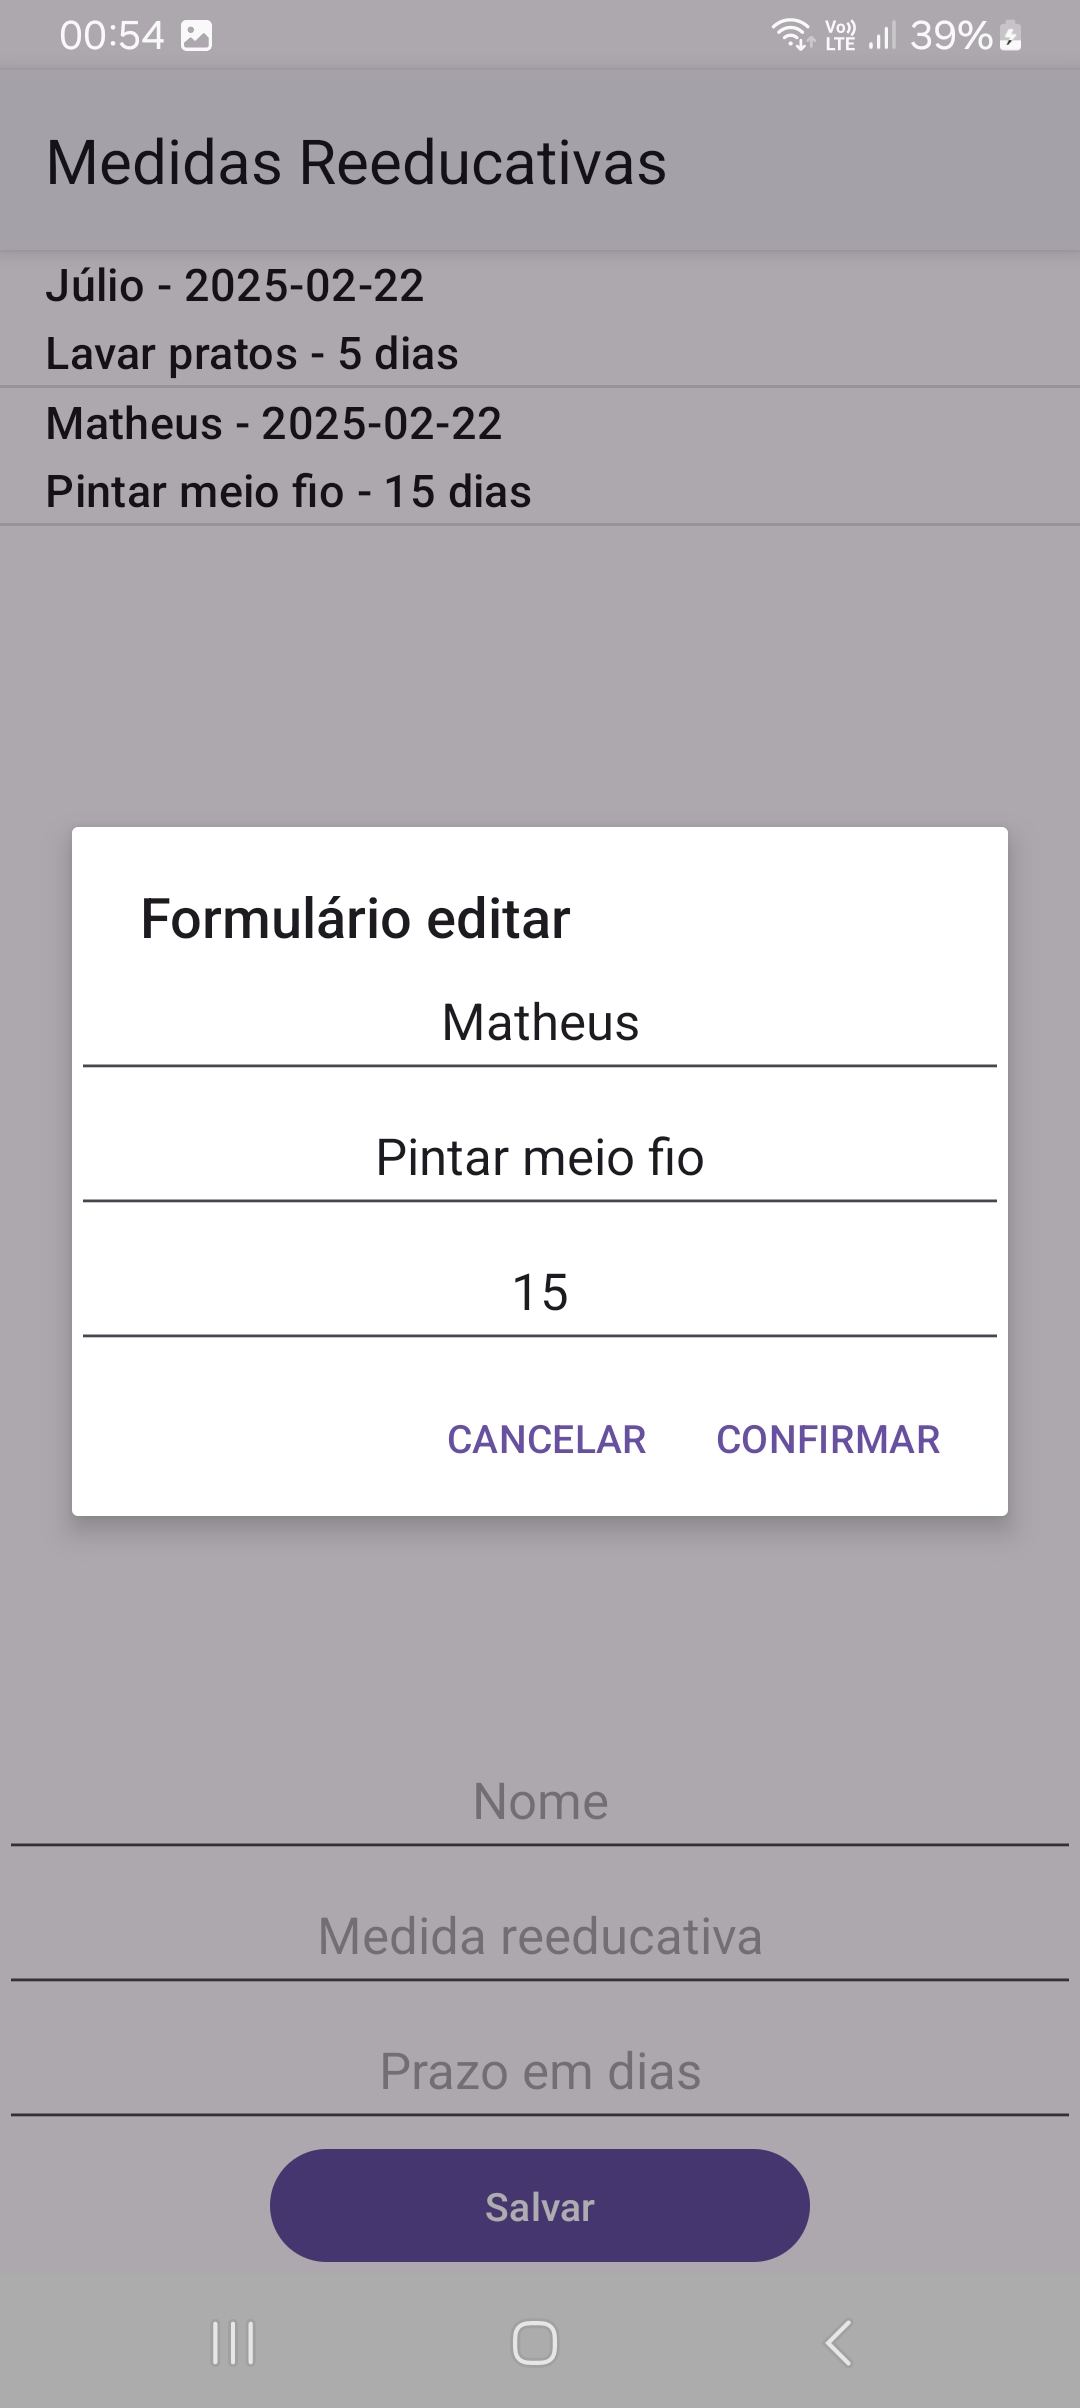 00:54
Vo)) LTE 39%
Medidas Reeducativas
Júlio - 2025-02-22
Lavar pratos - 5 dias
Matheus - 2025-02-22
Pintar meio fio - 15 dias
Formulário editar
Matheus
Pintar meio fio
15
CANCELAR CONFIRMAR
Nome
Medida reeducativa
Prazo em dias
Salvar